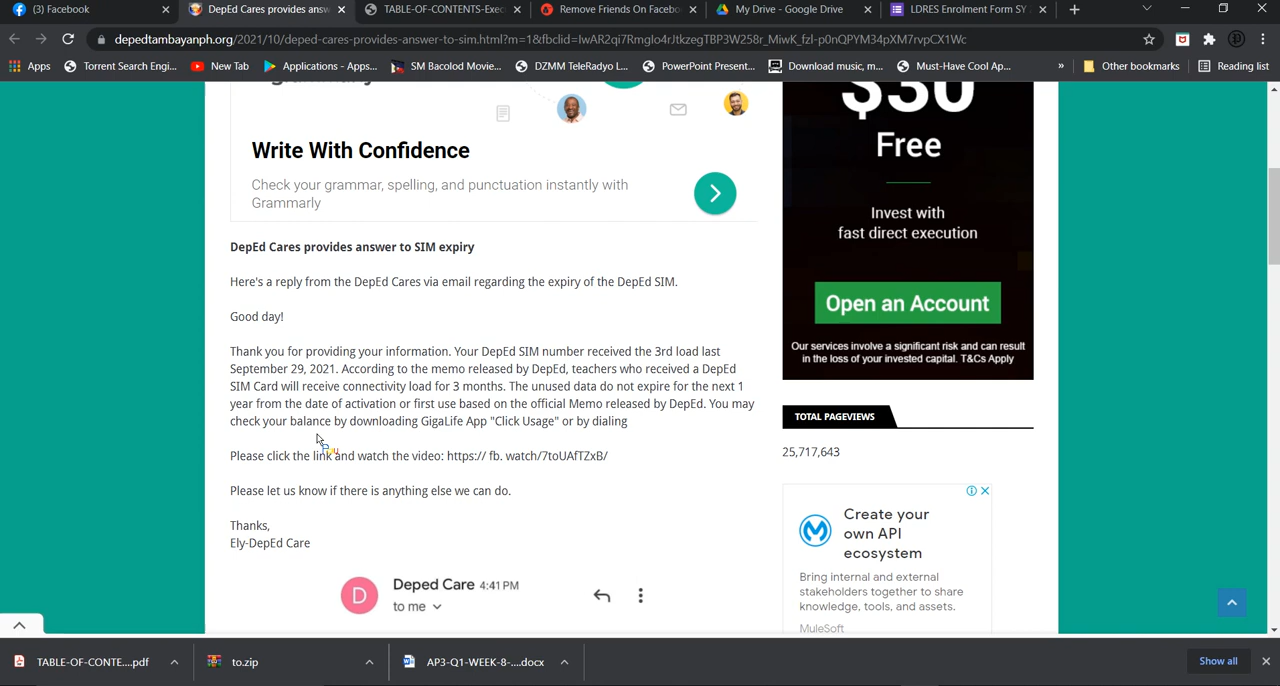 (3) Facebook
DepEd Cares provides answ
TABLE-OF-CONTENTS-Exec
Remove Friends On Facebo
My Drive - Google Drive
LDRES Enrolment Form SY
depedtambayanph.org/2021/10/deped-cares-provides-answer-to-sim.html?m=1&fbclid=IwAR2qi7Rmglo4rJtkzegTBP3W258r_MiwK_fzI-p0nQPYM34pXM7rvpCX1Wc
Apps
Torrent Search Engi...
New Tab
Applications - Apps...
SM Bacolod Movie...
DZMM TeleRadyo L...
PowerPoint Present...
Download music, m...
Must-Have Cool Ap...
»
Other bookmarks
Reading list
Write With Confidence
Check your grammar, spelling, and punctuation instantly with
Grammarly
DepEd Cares provides answer to SIM expiry
Here's a reply from the DepEd Cares via email regarding the expiry of the DepEd SIM.
Good day!
Thank you for providing your information. Your DepEd SIM number received the 3rd load last
September 29, 2021. According to the memo released by DepEd, teachers who received a DepEd
SIM Card will receive connectivity load for 3 months. The unused data do not expire for the next 1
year from the date of activation or first use based on the official Memo released by DepEd. You may
check your balance by downloading GigaLife App "Click Usage" or by dialing
Please click the link and watch the video: https:// fb. watch/7toUAfTZxB/
Please let us know if there is anything else we can do.
Thanks,
Ely-DepEd Care
D
Deped Care 4:41 PM
to me
$30
Free
Invest with
fast direct execution
Open an Account
Our services involve a significant risk and can result
in the loss of your invested capital. T&Cs Apply
TOTAL PAGEVIEWS
25,717,643
Create your
own API
ecosystem
Bring internal and external
stakeholders together to share
knowledge, tools, and assets.
MuleSoft
TABLE-OF-CONTE....pdf
to.zip
AP3-Q1-WEEK-8-....docx
Show all